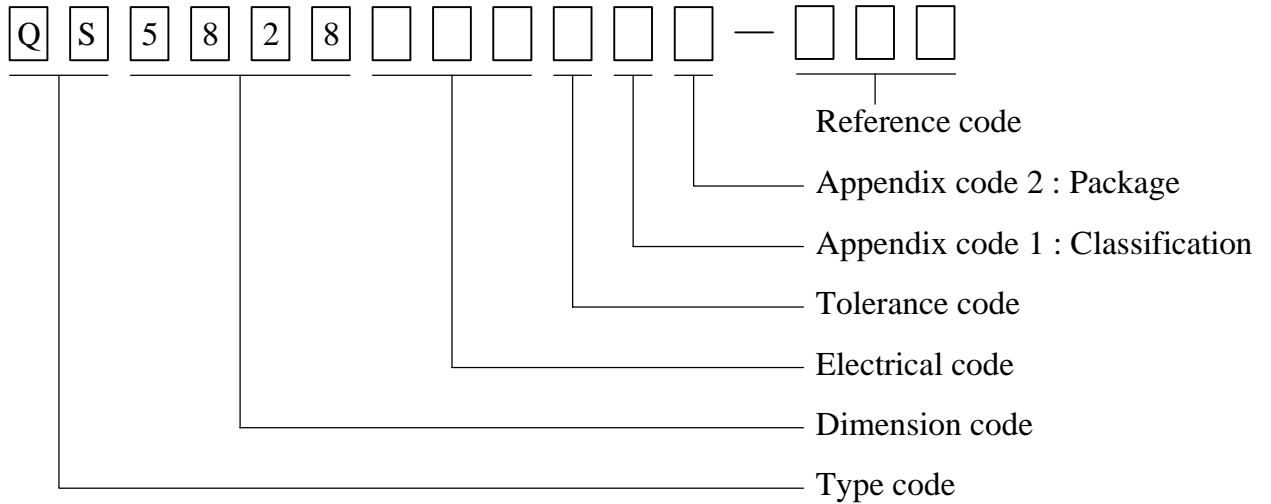 Q S 5 8 2 8 —
Reference code
Appendix code 2 : Package
Appendix code 1 : Classification
Tolerance code
Electrical code
Dimension code
Type code